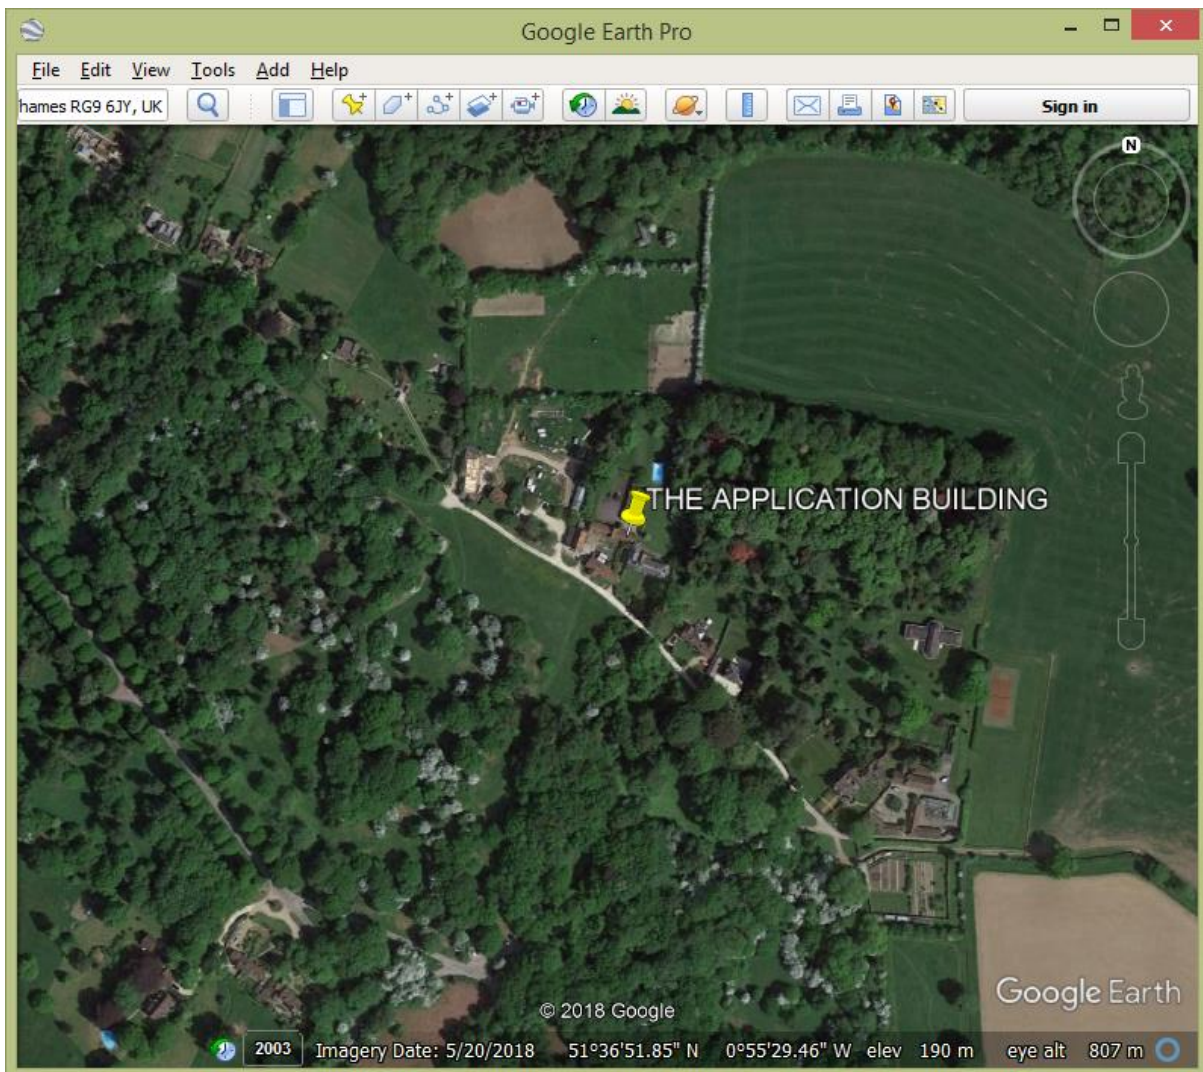 Google Earth Pro
File Edit View Tools Add Help
hames RG9 6JY, UK
Sign in
N
THE APPLICATION BUILDING
Google Earth
© 2018 Google
2003 Imagery Date: 5/20/2018 51°36'51.85" N 0°55'29.46" W elev 190 m eye alt 807 m